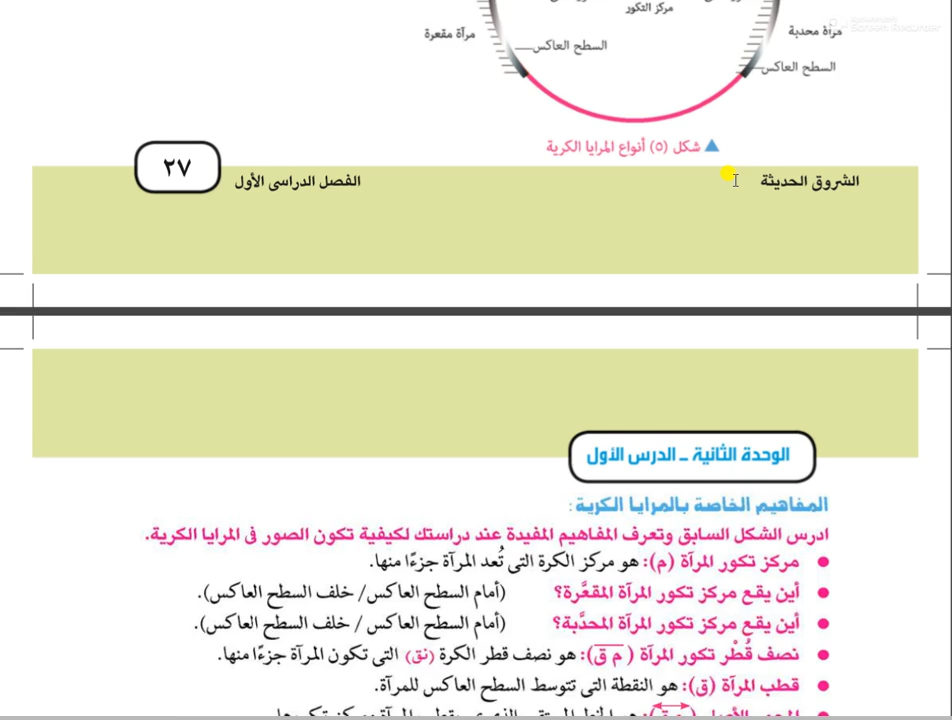 مركز التكور
مرآة محدبة
مرآة مقعرة
السطح العاكس
السطح العاكس
شكل (٥) أنواع المرايا الكرية
الشروق الحديثة
الفصل الدراسى الأول
٢٧
الوحدة الثانية - الدرس الأول
المفاهيم الخاصة بالمرايا الكرية:
ادرس الشكل السابق وتعرف المفاهيم المفيدة عند دراستك لكيفية تكون الصور فى المرايا الكرية.
مركز تكور المرآة (م): هو مركز الكرة التى تُعد المرآة جزءًا منها.
أين يقع مركز تكور المرآة المقعَّرة؟ (أمام السطح العاكس/ خلف السطح العاكس).
أين يقع مركز تكور المرآة المحدَّبة؟ (أمام السطح العاكس / خلف السطح العاكس).
نصف قُطْر تكور المرآة (م ق): هو نصف قطر الكرة (نق) التى تكون المرآة جزءًا منها.
قطب المرآة (ق): هو النقطة التى تتوسط السطح العاكس للمرآة.